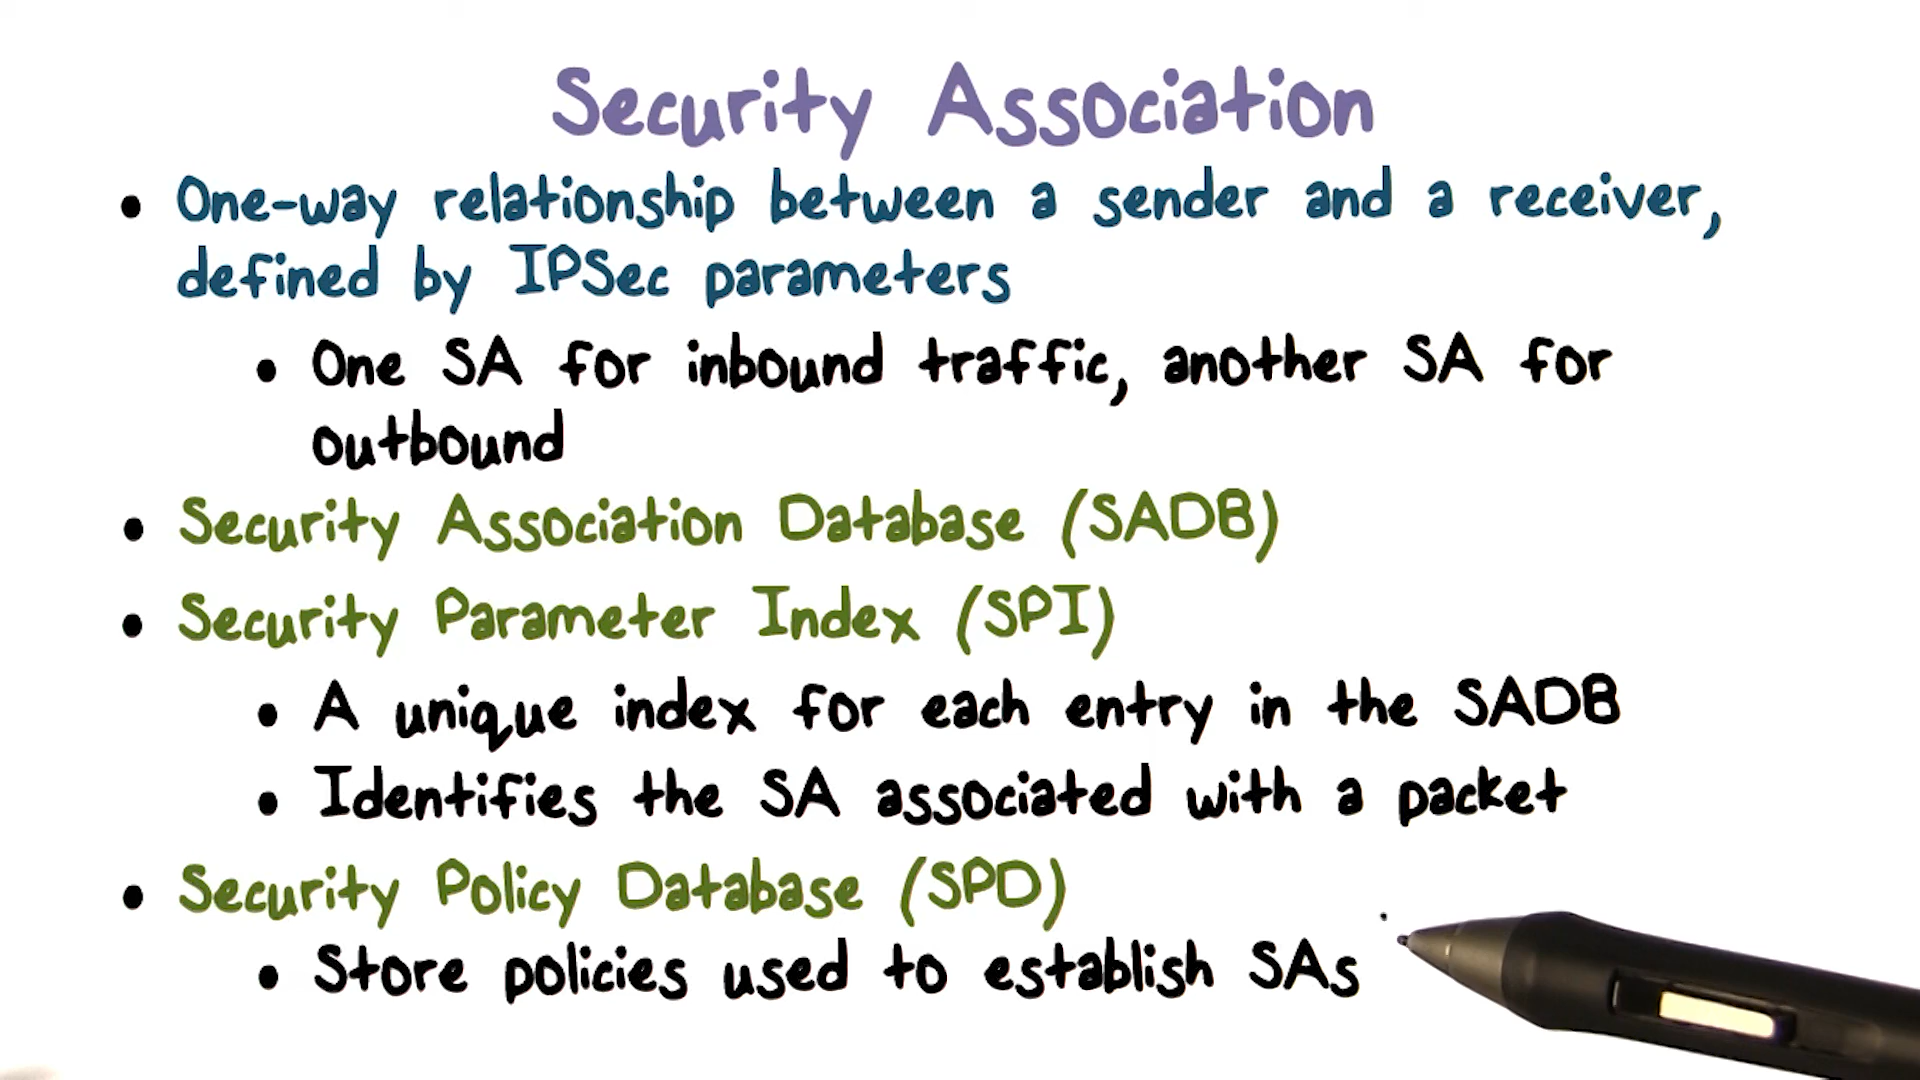 Security Association
• One-way relationship between a sender and a receiver,
defined by IPSec parameters
• One SA for inbound traffic, another SA for
outbound
• Security Association Database (SADB)
• Security Parameter Index (SPI)
• A unique index for each entry in the SADB
• Identifies the SA associated with a packet
• Security Policy Database (SPD)
• Store policies used to establish SAs